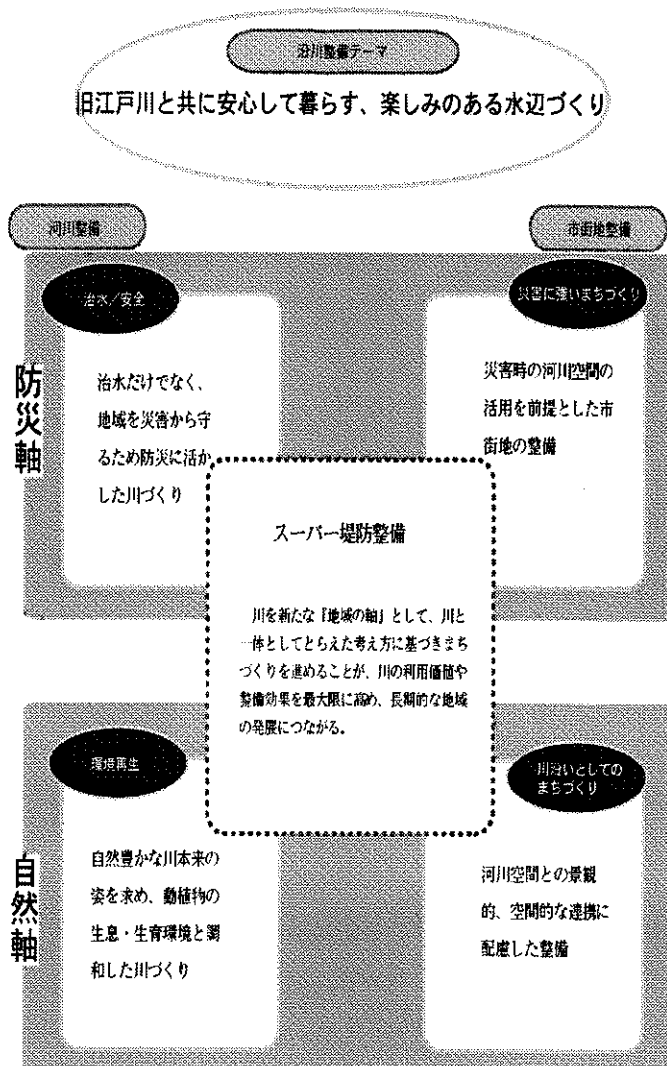 沿川整備テーマ
旧江戸川と共に安心して暮らす、楽しみのある水辺づくり
河川整備
市街地整備
防災軸
治水／安全
治水だけでなく、
地域を災害から守
るため防災に活か
した川づくり
災害に強いまちづくり
災害時の河川空間の
活用を前提とした市
街地の整備
スーパー堤防整備
川を新たな『地域の軸』として、川と
一体としてとらえた考え方に基づきまち
づくりを進めることが、川の利用価値や
整備効果を最大限に高め、長期的な地域
の発展につながる。
自然軸
環境再生
自然豊かな川本来の
姿を求め、動植物の
生息・生育環境と調
和した川づくり
川沿いとしての
まちづくり
河川空間との景観
的、空間的な連携に
配慮した整備